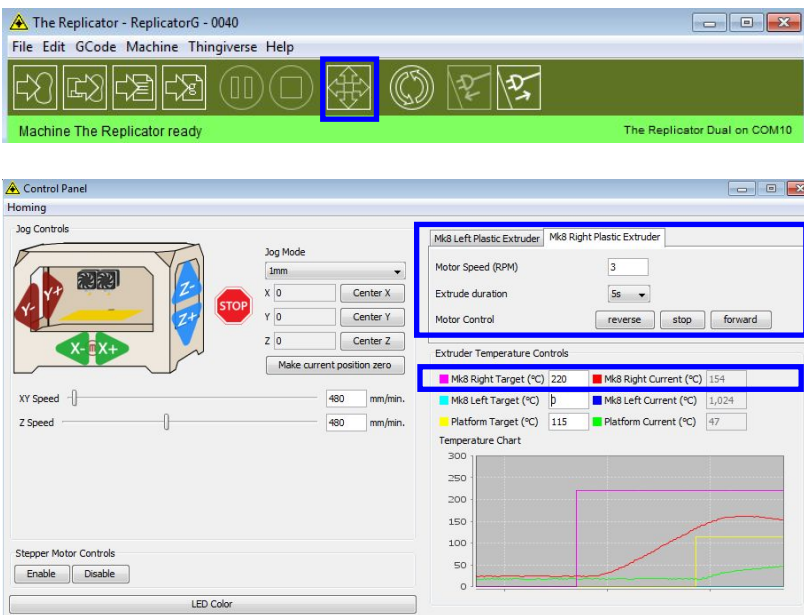 The Replicator - ReplicatorG - 0040
File Edit GCode Machine Thingiverse Help
Machine The Replicator ready
The Replicator Dual on COM10
Control Panel
Homing
Jog Controls
Y- Y+
Z-
Z+
X- X+
STOP
Jog Mode
1mm
X 0 Center X
Y 0 Center Y
Z 0 Center Z
Make current position zero
XY Speed 480 mm/min.
Z Speed 480 mm/min.
Stepper Motor Controls
Enable Disable
LED Color
Mk8 Left Plastic Extruder Mk8 Right Plastic Extruder
Motor Speed (RPM) 3
Extrude duration 5s
Motor Control reverse stop forward
Extruder Temperature Controls
Mk8 Right Target (°C) 220 Mk8 Right Current (°C) 154
Mk8 Left Target (°C) 0 Mk8 Left Current (°C) 1,024
Platform Target (°C) 115 Platform Current (°C) 47
Temperature Chart
300
250
200
150
100
50
0